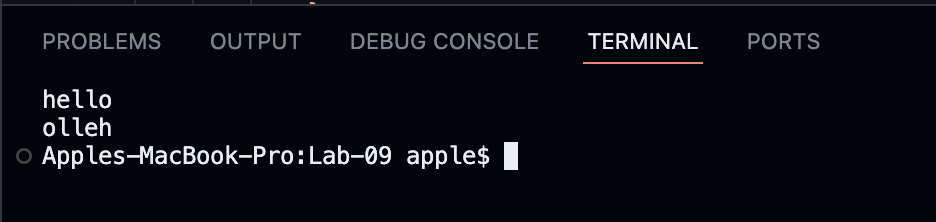 PROBLEMS OUTPUT DEBUG CONSOLE TERMINAL PORTS
hello
olleh
Apples-MacBook-Pro:Lab-09 apple$